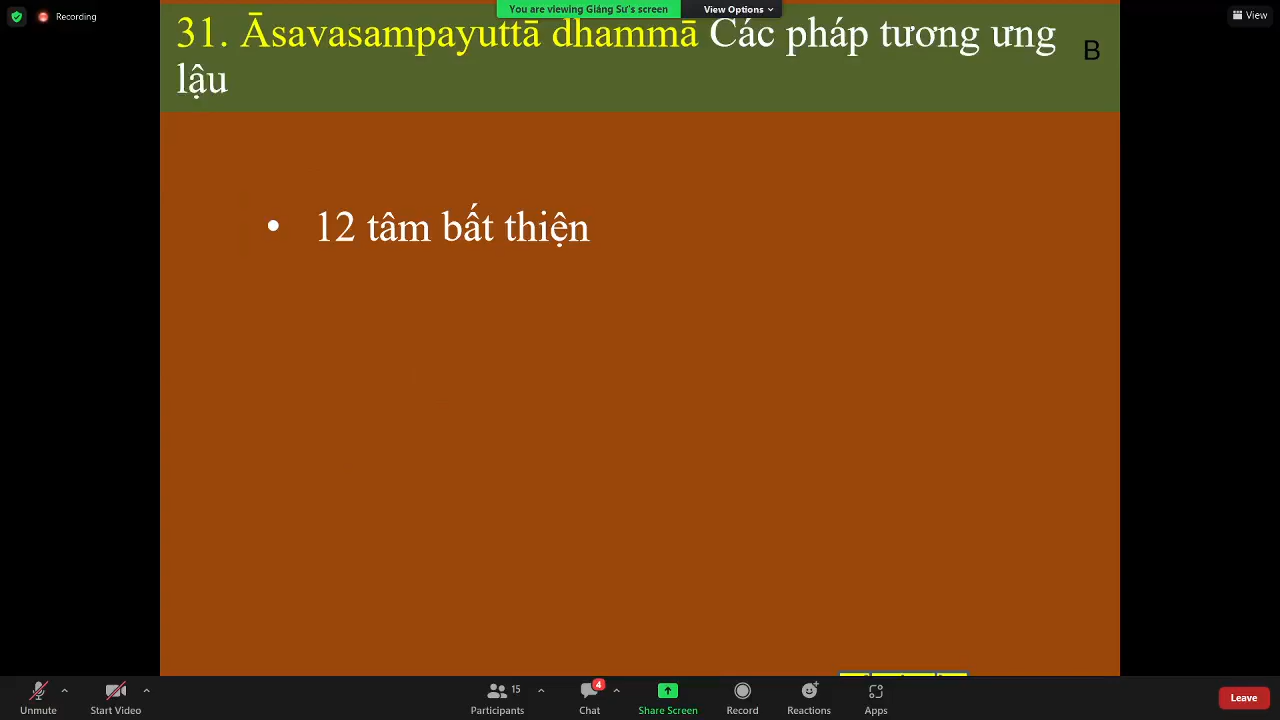 You are viewing Giảng Sư's screen
View Options
Recording
View
31. Āsavasampayuttā dhammā Các pháp tương ưng
lậu
B
• 12 tâm bất thiện
Unmute
Start Video
Participants
15
Chat
4
Share Screen
Record
Reactions
Apps
Leave